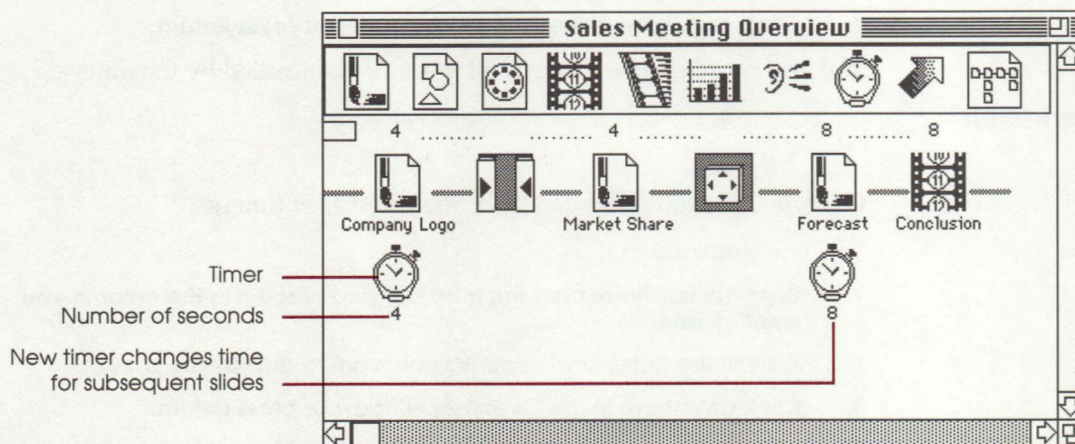 Sales Meeting Overview
4 4 8 8
Company Logo Market Share Forecast Conclusion
Timer
Number of seconds 4 8
New timer changes time
for subsequent slides